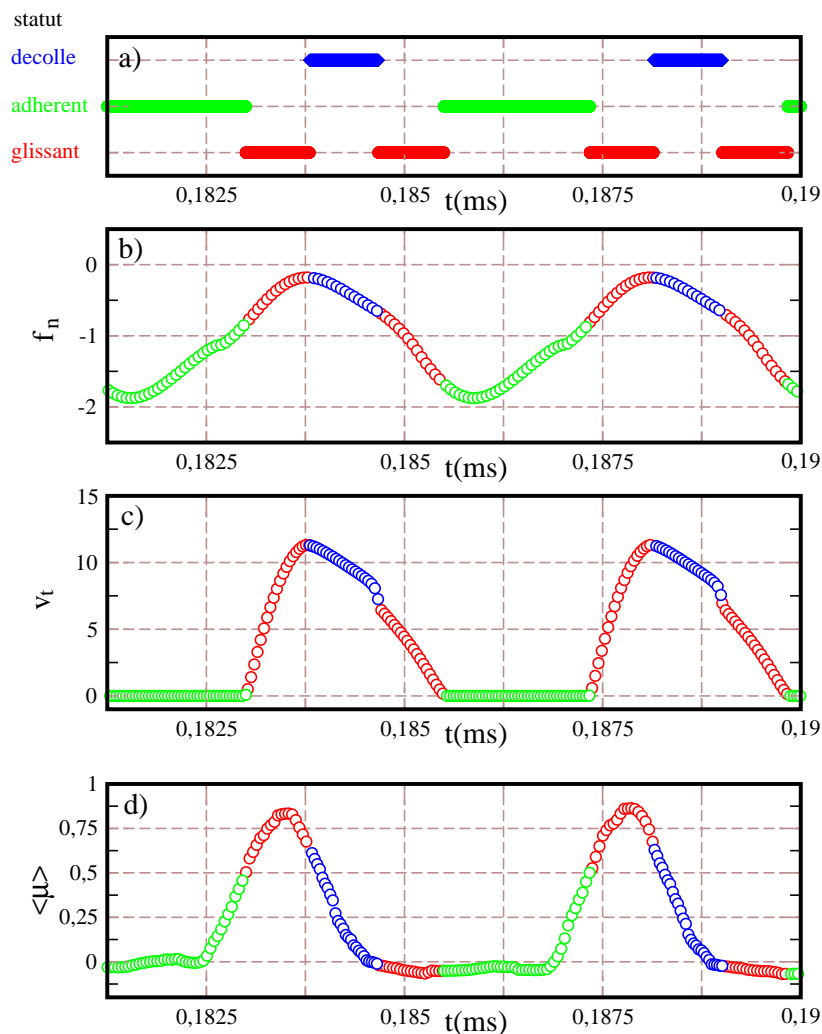 statut
decolle
a)
adherent
glissant
0,1825 0,185 0,1875 0,19
t(ms)
b)
0
-1
-2
f_n
0,1825 0,185 0,1875 0,19
t(ms)
15
c)
10
5
0
v_t
0,1825 0,185 0,1875 0,19
t(ms)
1
d)
0,75
0,5
0,25
0
<μ>
0,1825 0,185 0,1875 0,19
t(ms)